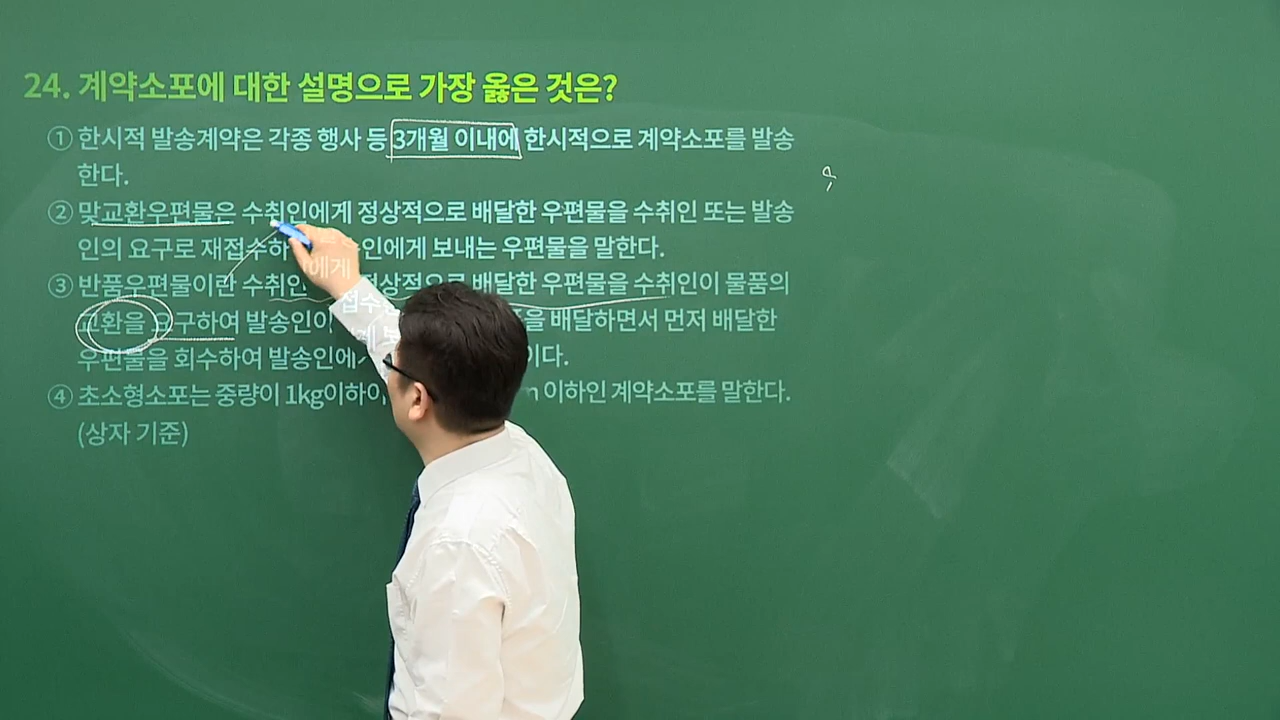 24. 계약소포에 대한 설명으로 가장 옳은 것은?
① 한시적 발송계약은 각종 행사 등 3개월 이내에 한시적으로 계약소포를 발송
한다.
② 맞교환우편물은 수취인에게 정상적으로 배달한 우편물을 수취인 또는 발송
인의 요구로 재접수하 인에게 보내는 우편물을 말한다.
③ 반품우편물이란 수취인 정상적으로 배달한 우편물을 수취인이 물품의
교환을 요구하여 발송인이 배달하면서 먼저 배달한
우편물을 회수하여 발송인에게 이다.
④ 초소형소포는 중량이 1kg이하이 이하인 계약소포를 말한다.
(상자 기준)